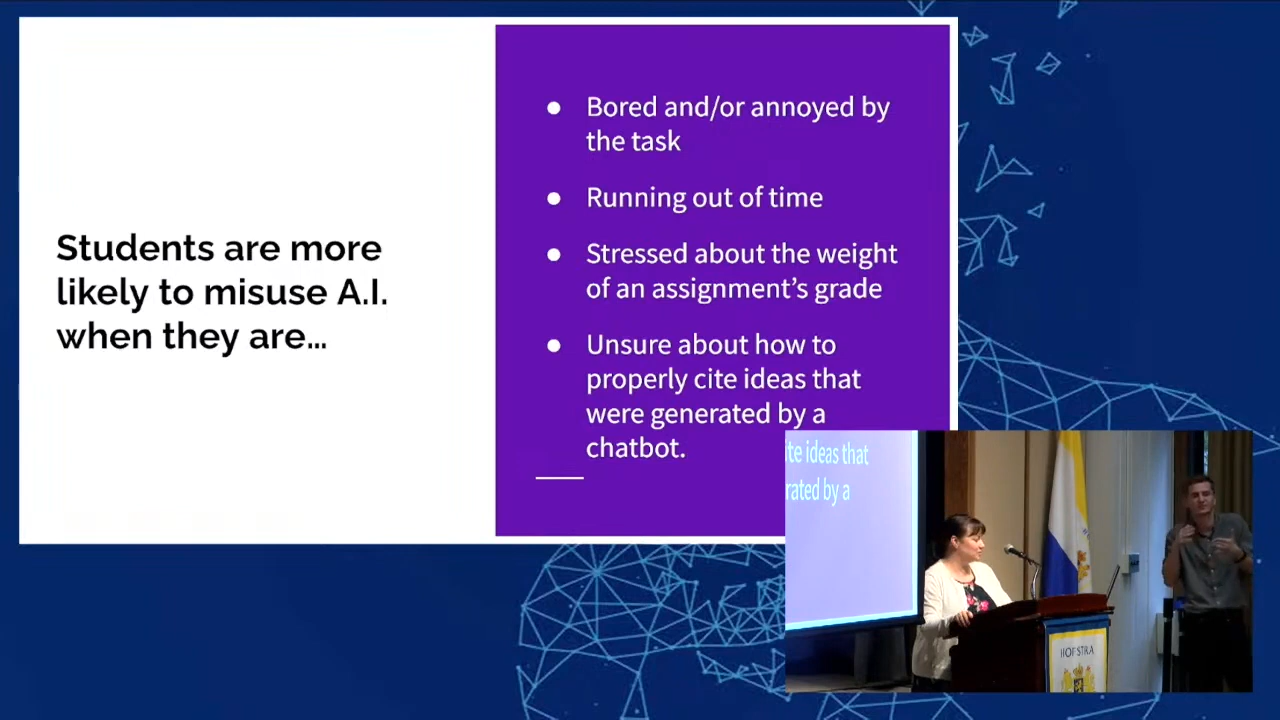 Students are more
likely to misuse A.I.
when they are…
● Bored and/or annoyed by
the task
● Running out of time
● Stressed about the weight
of an assignment’s grade
● Unsure about how to
properly cite ideas that
were generated by a
chatbot.
te ideas that
rated by a
HOFSTRA